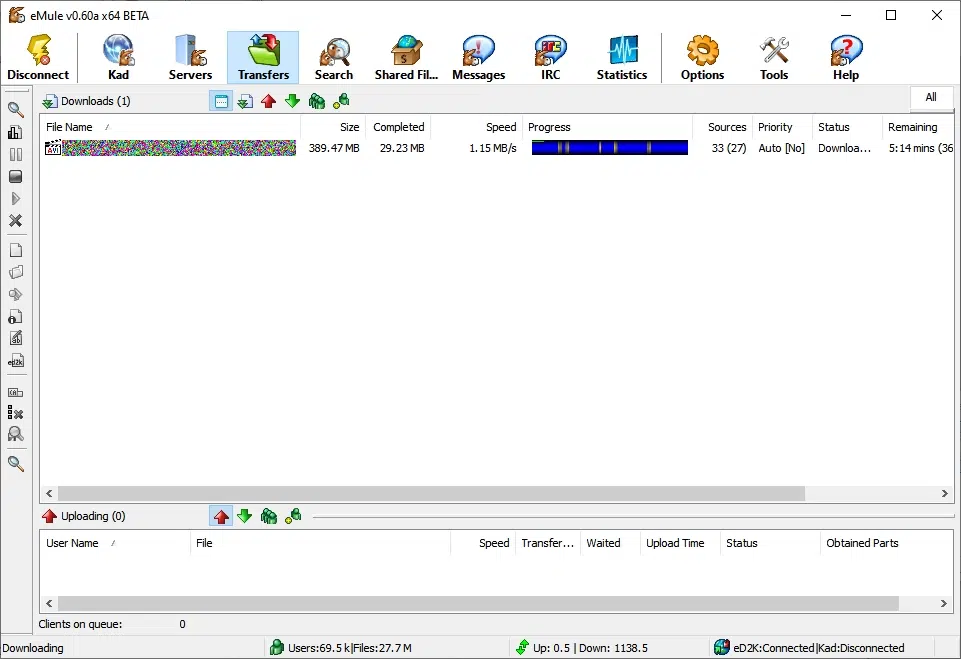 eMule v0.60a x64 BETA
Disconnect Kad Servers Transfers Search Shared Fil... Messages IRC Statistics Options Tools Help
Downloads (1) All
File Name / Size Completed Speed Progress Sources Priority Status Remaining
AVI 389.47 MB 29.23 MB 1.15 MB/s 33 (27) Auto [No] Downloa... 5:14 mins (36
ed2k
Uploading (0)
User Name / File Speed Transfer... Waited Upload Time Status Obtained Parts
Clients on queue: 0
Downloading Users:69.5 k|Files:27.7 M Up: 0.5 | Down: 1138.5 eD2K:Connected|Kad:Disconnected